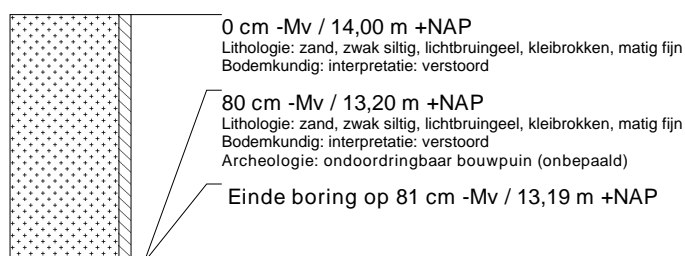 0 cm -Mv / 14,00 m +NAP
Lithologie: zand, zwak siltig, lichtbruingeel, kleibrokken, matig fijn
Bodemkundig: interpretatie: verstoord
80 cm -Mv / 13,20 m +NAP
Lithologie: zand, zwak siltig, lichtbruingeel, kleibrokken, matig fijn
Bodemkundig: interpretatie: verstoord
Archeologie: ondoordringbaar bouwpuin (onbepaald)
Einde boring op 81 cm -Mv / 13,19 m +NAP